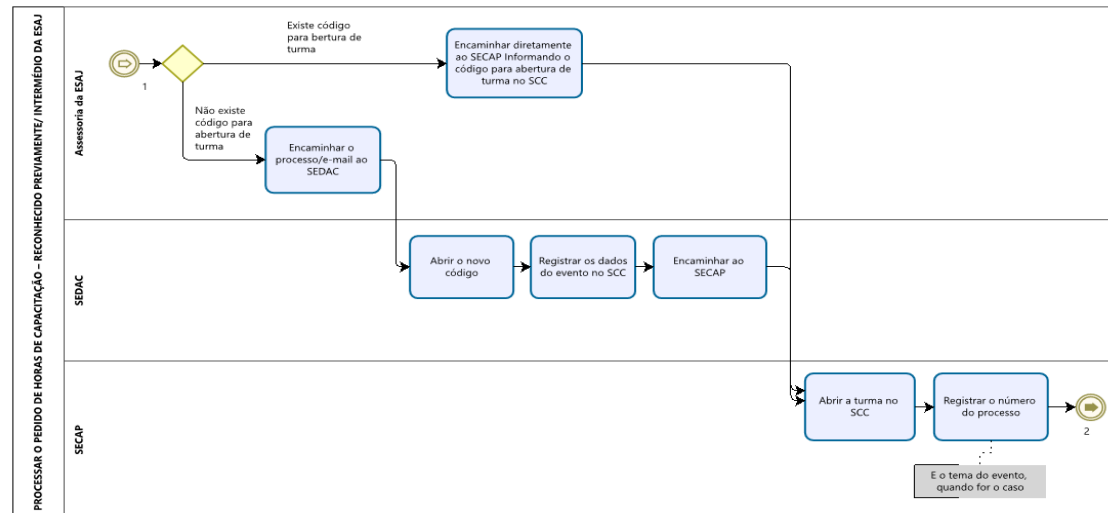 PROCESSAR O PEDIDO DE HORAS DE CAPACITAÇÃO – RECONHECIDO PREVIAMENTE/ INTERMÉDIO DA ESAJ
Assessoria da ESAJ
1
Existe código
para bertura de
turma
Encaminhar diretamente
ao SECAP Informando o
código para abertura de
turma no SCC
Não existe
código para
abertura de
turma
Encaminhar o
processo/e-mail ao
SEDAC
SEDAC
Abrir o novo
código
Registrar os dados
do evento no SCC
Encaminhar ao
SECAP
SECAP
Abrir a turma no
SCC
Registrar o número
do processo
2
E o tema do evento,
quando for o caso